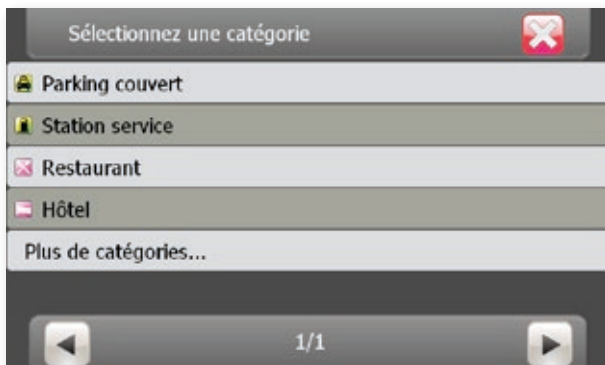 Sélectionnez une catégorie
Parking couvert
Station service
Restaurant
Hôtel
Plus de catégories...
1/1